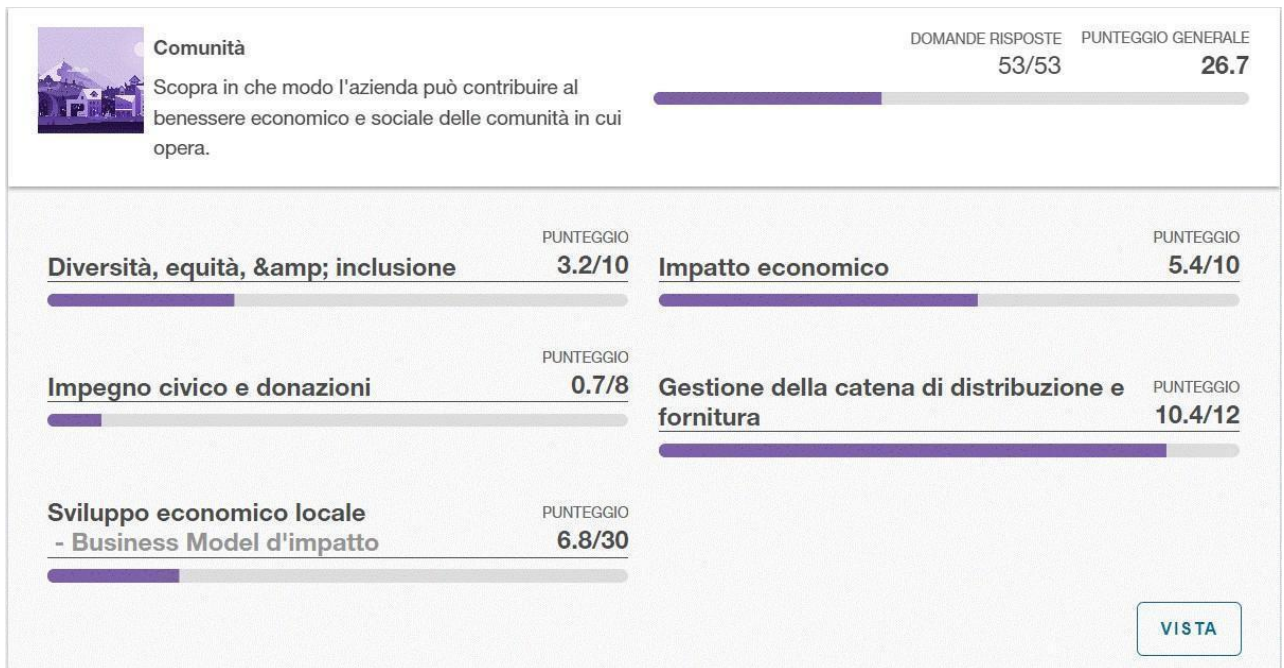 Comunità
Scopra in che modo l'azienda può contribuire al
benessere economico e sociale delle comunità in cui
opera.
DOMANDE RISPOSTE
53/53
PUNTEGGIO GENERALE
26.7
Diversità, equità, &amp; inclusione
PUNTEGGIO
3.2/10
Impatto economico
PUNTEGGIO
5.4/10
Impegno civico e donazioni
PUNTEGGIO
0.7/8
Gestione della catena di distribuzione e
fornitura
PUNTEGGIO
10.4/12
Sviluppo economico locale
- Business Model d'impatto
PUNTEGGIO
6.8/30
VISTA